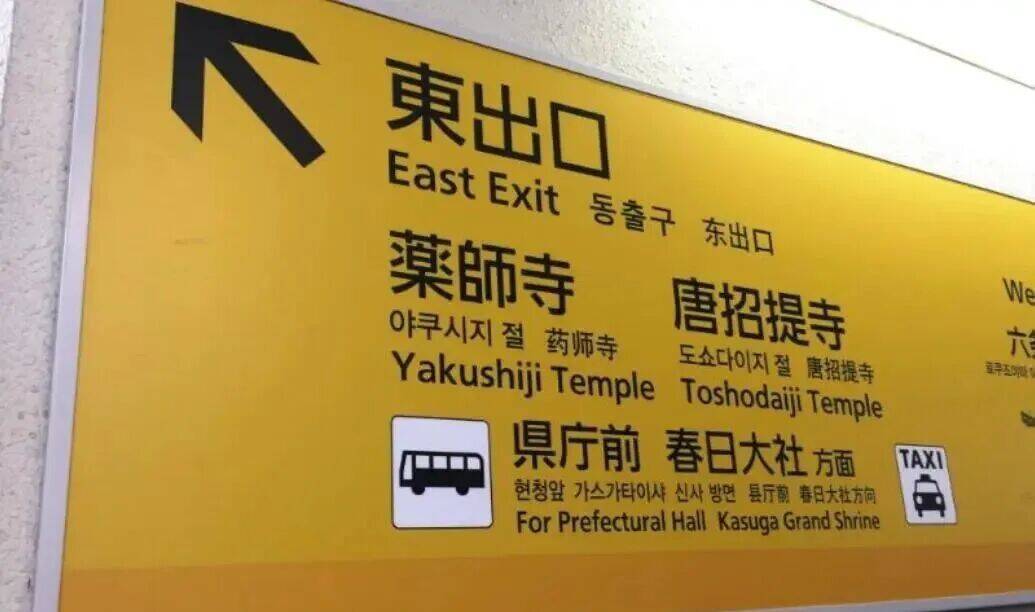 東出口
East Exit 동출구 东出口
薬師寺 唐招提寺
야쿠시지 절 药师寺 도쇼다이지 절 唐招提寺
Yakushiji Temple Toshodaiji Temple
県庁前 春日大社 方面 TAXI
현청앞 가스가타이샤 신사 방면 县厅前 春日大社方向
For Prefectural Hall Kasuga Grand Shrine
We
六条